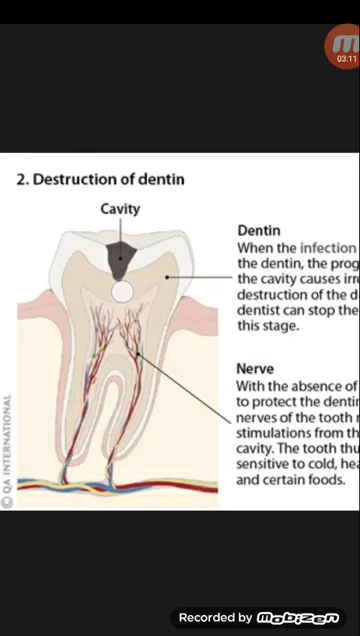 03:11
2. Destruction of dentin
Cavity
Dentin
When the infection
the dentin, the prog
the cavity causes irre
destruction of the d
dentist can stop the
this stage.
Nerve
With the absence of
to protect the dentin
nerves of the tooth r
stimulations from th
cavity. The tooth thu
sensitive to cold, hea
and certain foods.
© QA INTERNATIONAL
Recorded by mobizen